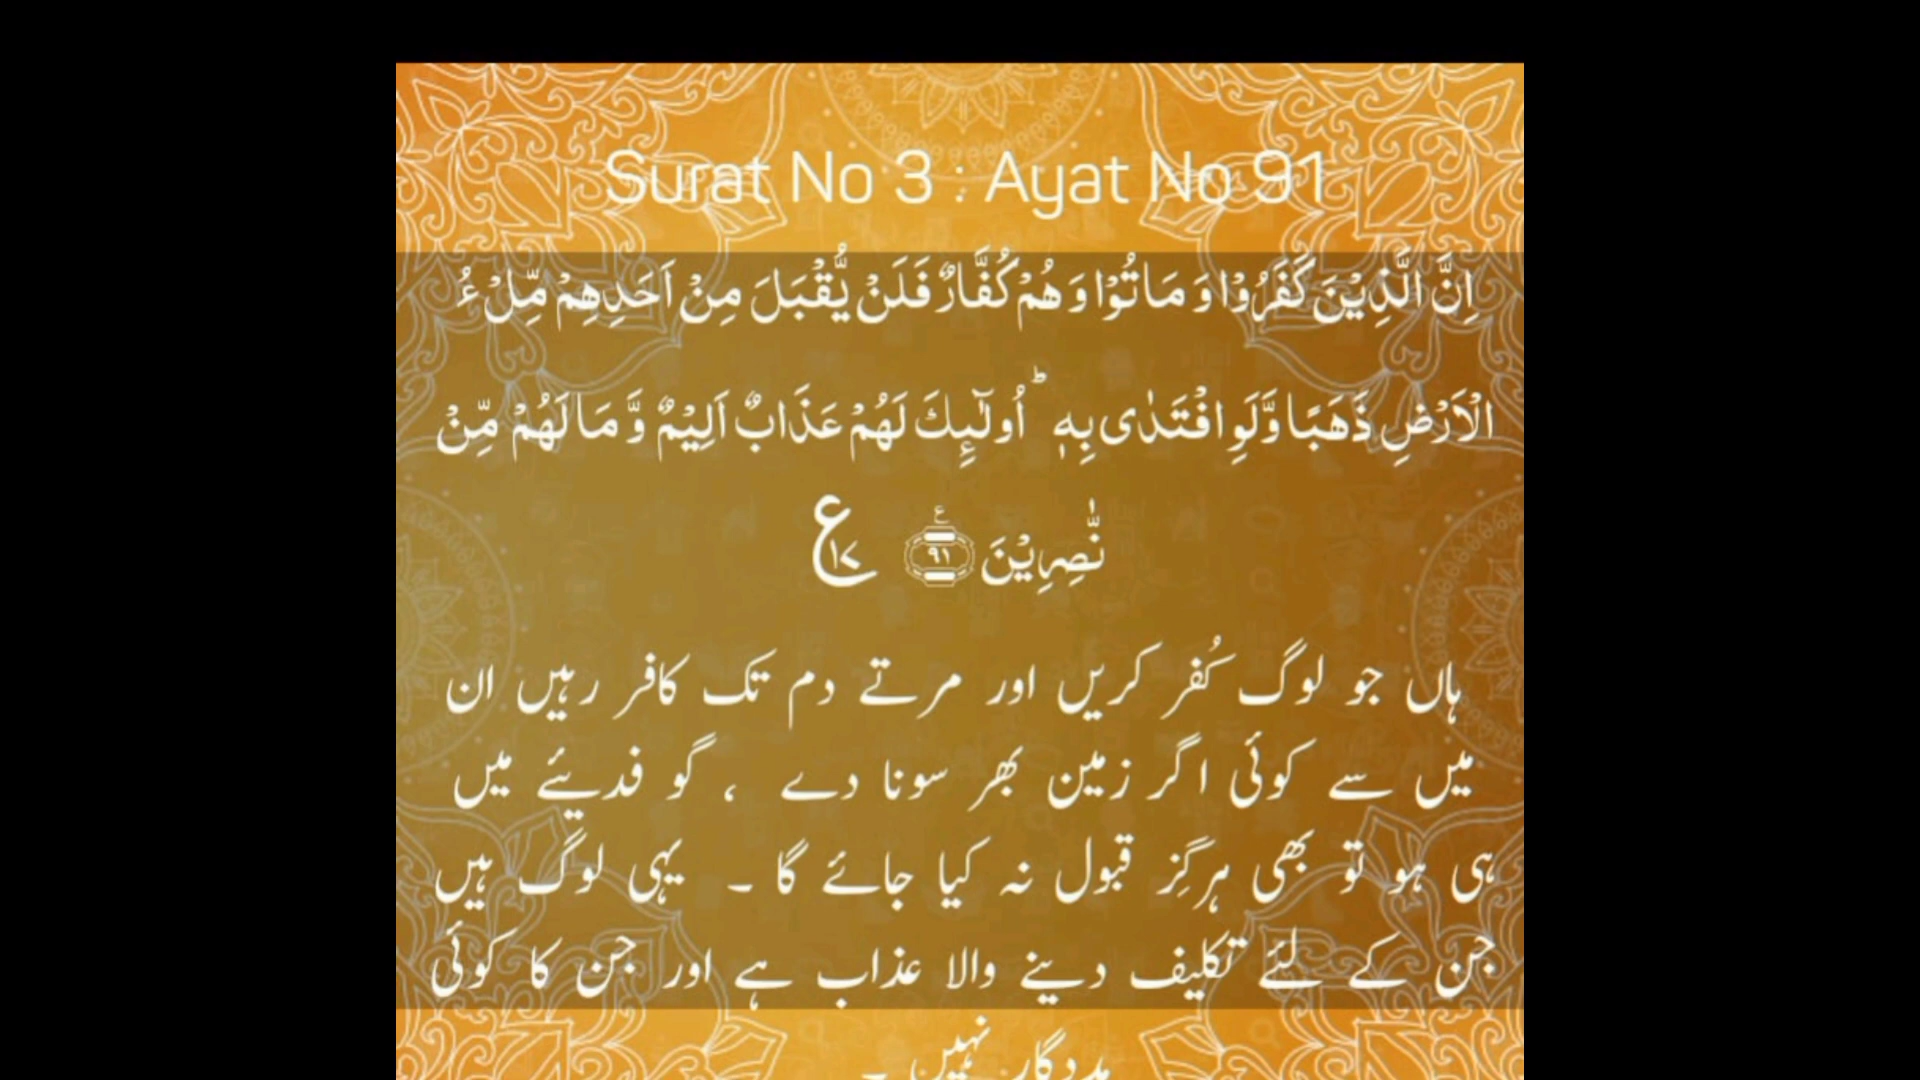 Surat No 3 : Ayat No 91
اِنَّ الَّذِیۡنَ کَفَرُوۡا وَ مَاتُوۡا وَ ہُمۡ کُفَّارٌ فَلَنۡ یُّقۡبَلَ مِنۡ اَحَدِہِمۡ مِّلۡءُ
الۡاَرۡضِ ذَہَبًا وَّ لَوِ افۡتَدٰی بِہٖ ؕ اُولٰٓئِکَ لَہُمۡ عَذَابٌ اَلِیۡمٌ وَّ مَا لَہُمۡ مِّنۡ
نّٰصِرِیۡنَ ﴿۹۱﴾٪ ع ۱۷
ہاں جو لوگ کُفر کریں اور مرتے دم تک کافر رہیں ان
میں سے کوئی اگر زمین بھر سونا دے ، گو فدیئے میں
ہی ہو تو بھی ہرگِز قبول نہ کیا جائے گا ۔ یہی لوگ ہیں
جن کے لئے تکلیف دینے والا عذاب ہے اور جن کا کوئی
مددگار نہیں ۔